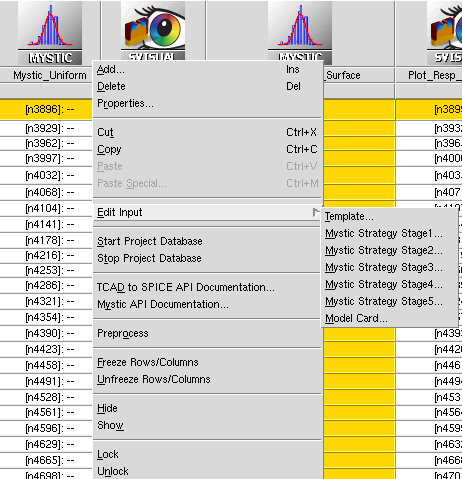 MYSTIC SVISUAL MYSTIC SVISUAL
Mystic_Uniform _Surface Plot_Resp_
Add... Ins
Delete Del
Properties...
Cut Ctrl+X
Copy Ctrl+C
Paste Ctrl+V
Paste Special... Ctrl+M
Edit Input
Template...
Mystic Strategy Stage1...
Mystic Strategy Stage2...
Mystic Strategy Stage3...
Mystic Strategy Stage4...
Mystic Strategy Stage5...
Model Card...
Start Project Database
Stop Project Database
TCAD to SPICE API Documentation...
Mystic API Documentation...
Preprocess
Freeze Rows/Columns
Unfreeze Rows/Columns
Hide
Show
Lock
Unlock
[n3896]: --
[n3929]: --
[n3962]: --
[n3997]: --
[n4032]: --
[n4068]: --
[n4104]: --
[n4141]: --
[n4178]: --
[n4216]: --
[n4253]: --
[n4286]: --
[n4321]: --
[n4354]: --
[n4390]: --
[n4423]: --
[n4458]: --
[n4491]: --
[n4528]: --
[n4561]: --
[n4596]: --
[n4629]: --
[n4665]: --
[n4698]: --
[n389
[n393
[n396
[n400
[n403
[n407
[n435
[n439
[n442
[n446
[n449
[n453
[n456
[n459
[n463
[n466
[n470